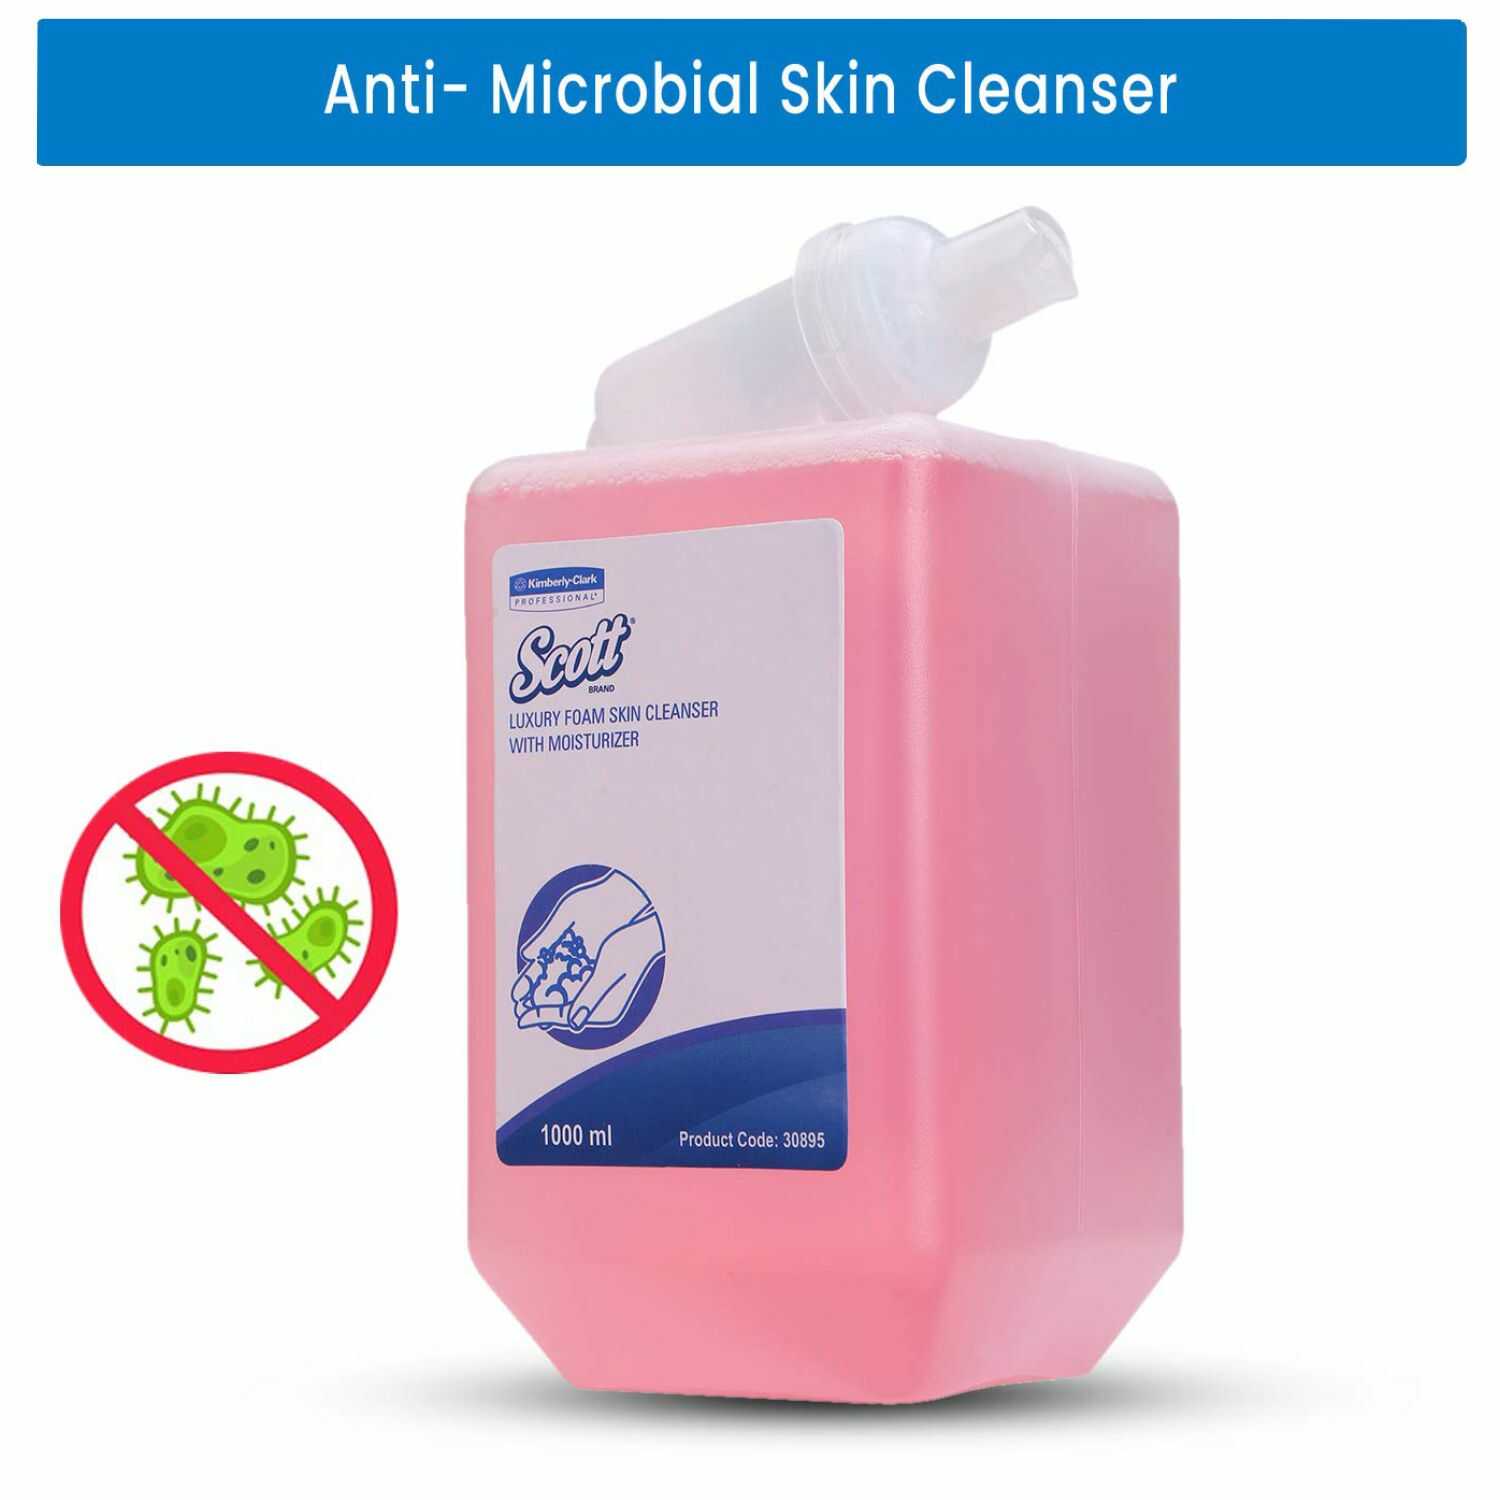 Anti- Microbial Skin Cleanser
Kimberly-Clark
PROFESSIONAL*
Scott®
BRAND
LUXURY FOAM SKIN CLEANSER
WITH MOISTURIZER
1000 ml
Product Code: 30895